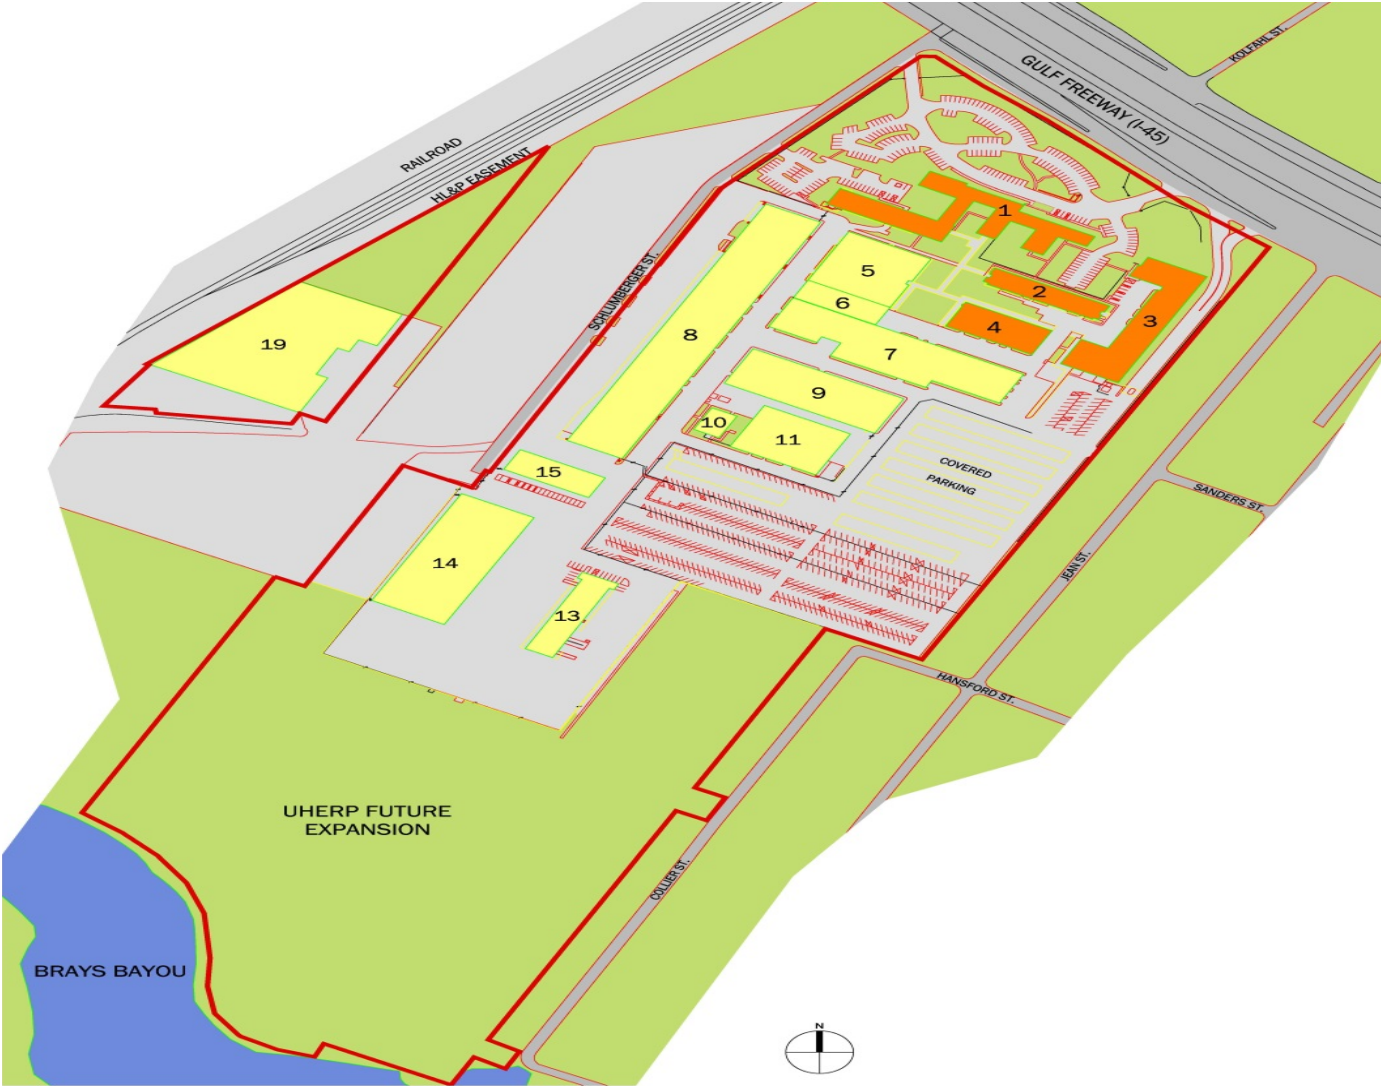 KOLFAHL ST.
GULF FREEWAY (I-45)
RAILROAD
HL&P EASEMENT
1
5
2
6
3
4
SCHLUMBERGER ST.
8
19
7
9
10
11
COVERED
PARKING
15
SANDERS ST.
14
JEAN ST.
13
HANSFORD ST.
UHERP FUTURE
EXPANSION
COLLIER ST.
BRAYS BAYOU
N